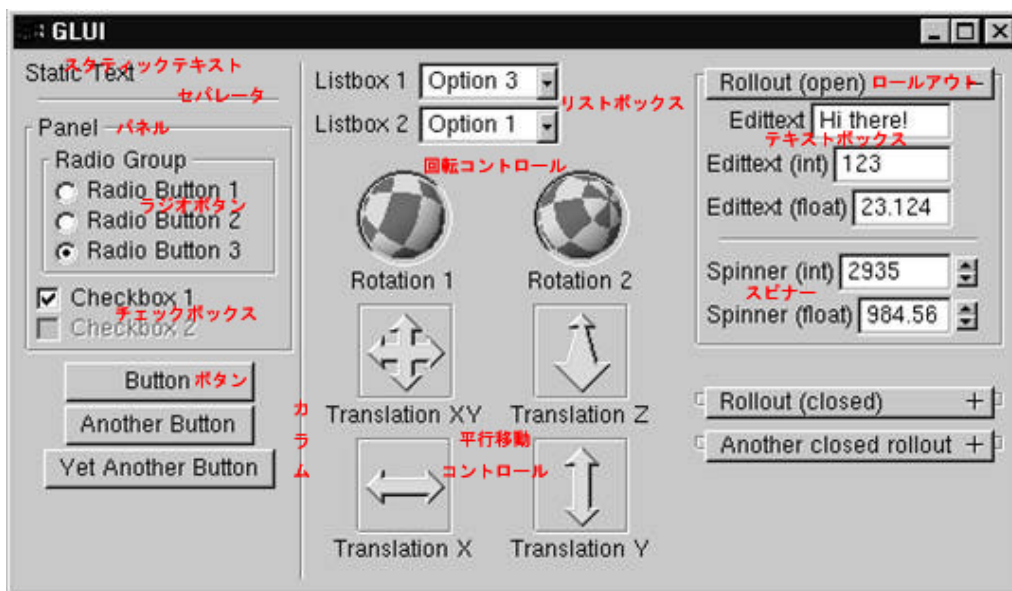 GLUI
Static Text
スタティックテキスト
セパレータ
Panel
パネル
Radio Group
Radio Button 1
Radio Button 2
ラジオボタン
Radio Button 3
Checkbox 1
チェックボックス
Checkbox 2
Button ボタン
Another Button
Yet Another Button
カラム
Listbox 1 Option 3
リストボックス
Listbox 2 Option 1
回転コントロール
Rotation 1
Rotation 2
Translation XY
Translation Z
平行移動
コントロール
Translation X
Translation Y
Rollout (open) ロールアウト
Edittext Hi there!
テキストボックス
Edittext (int) 123
Edittext (float) 23.124
Spinner (int) 2935
スピナー
Spinner (float) 984.56
Rollout (closed)
Another closed rollout